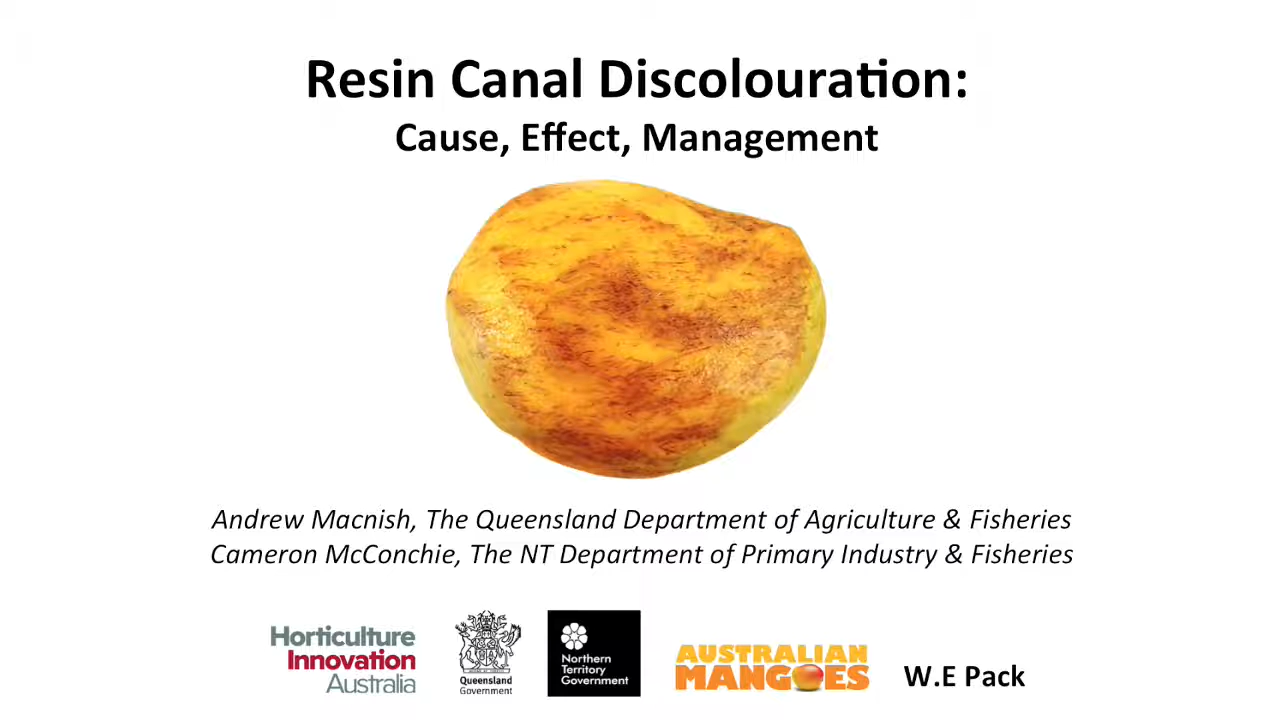 Resin Canal Discolouration:
Cause, Effect, Management
Andrew Macnish, The Queensland Department of Agriculture & Fisheries
Cameron McConchie, The NT Department of Primary Industry & Fisheries
Horticulture
Innovation
Australia
Queensland
Government
Northern
Territory
Government
AUSTRALIAN
MANGOES
W.E Pack